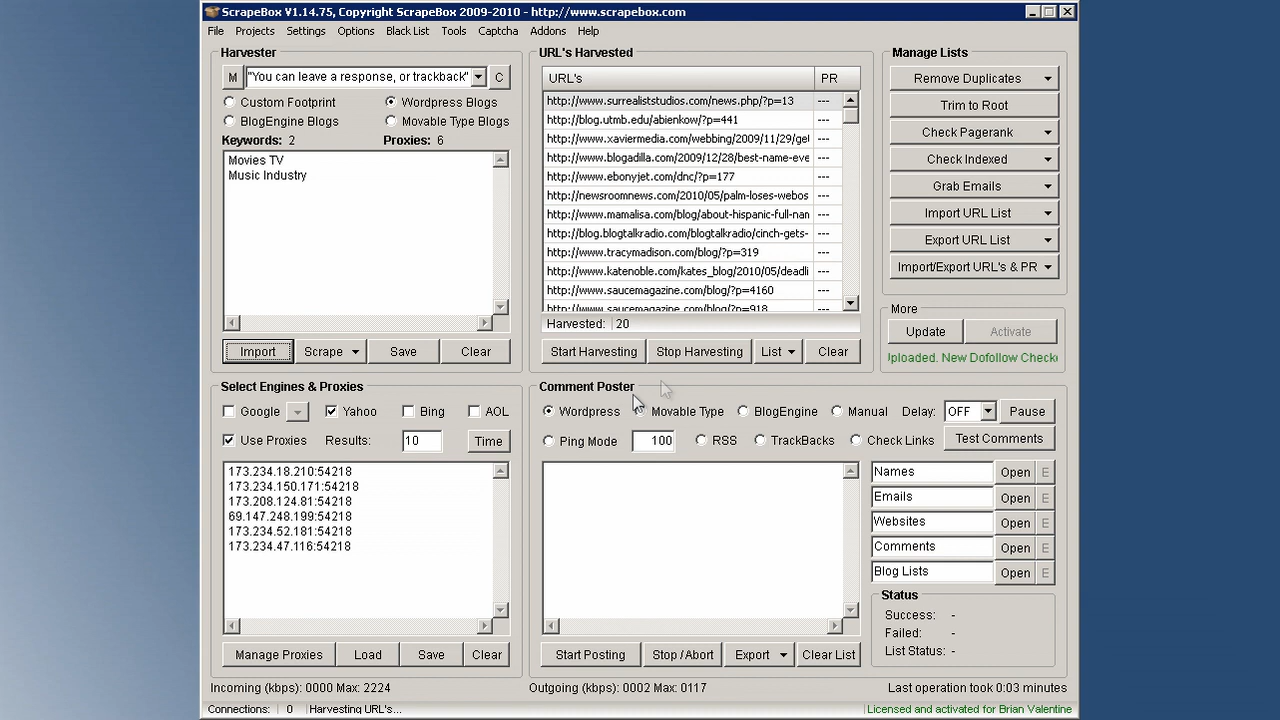 ScrapeBox V1.14.75, Copyright ScrapeBox 2009-2010 - http://www.scrapebox.com
File Projects Settings Options Black List Tools Captcha Addons Help
Harvester
M "You can leave a response, or trackback" C
Custom Footprint Wordpress Blogs
BlogEngine Blogs Movable Type Blogs
Keywords: 2 Proxies: 6
Movies TV
Music Industry
Import Scrape Save Clear
URL's Harvested
URL's PR
http://www.surrealiststudios.com/news.php/?p=13 ---
http://blog.utmb.edu/abienkow/?p=441 ---
http://www.xaviermedia.com/webbing/2009/11/29/gel ---
http://www.blogadilla.com/2009/12/28/best-name-eve ---
http://www.ebonyjet.com/dnc/?p=177 ---
http://newsroomnews.com/2010/05/palm-loses-webos ---
http://www.mamalisa.com/blog/about-hispanic-full-nan ---
http://blog.blogtalkradio.com/blogtalkradio/cinch-gets- ---
http://www.tracymadison.com/blog/?p=319 ---
http://www.katenoble.com/kates_blog/2010/05/deadli ---
http://www.saucemagazine.com/blog/?p=4160 ---
http://www.saucemagazine.com/blog/?p=918 ---
Harvested: 20
Start Harvesting Stop Harvesting List Clear
Manage Lists
Remove Duplicates
Trim to Root
Check Pagerank
Check Indexed
Grab Emails
Import URL List
Export URL List
Import/Export URL's & PR
More
Update Activate
Uploaded. New Dofollow Checke
Select Engines & Proxies
Google Yahoo Bing AOL
Use Proxies Results: 10 Time
173.234.18.210:54218
173.234.150.171:54218
173.208.124.81:54218
69.147.248.199:54218
173.234.52.181:54218
173.234.47.116:54218
Manage Proxies Load Save Clear
Comment Poster
Wordpress Movable Type BlogEngine Manual Delay: OFF Pause
Ping Mode 100 RSS TrackBacks Check Links Test Comments
Names Open E
Emails Open E
Websites Open E
Comments Open E
Blog Lists Open E
Status
Success: -
Failed: -
List Status: -
Start Posting Stop / Abort Export Clear List
Incoming (kbps): 0000 Max: 2224 Outgoing (kbps): 0002 Max: 0117 Last operation took 0:03 minutes
Connections: 0 Harvesting URL's... Licensed and activated for Brian Valentine